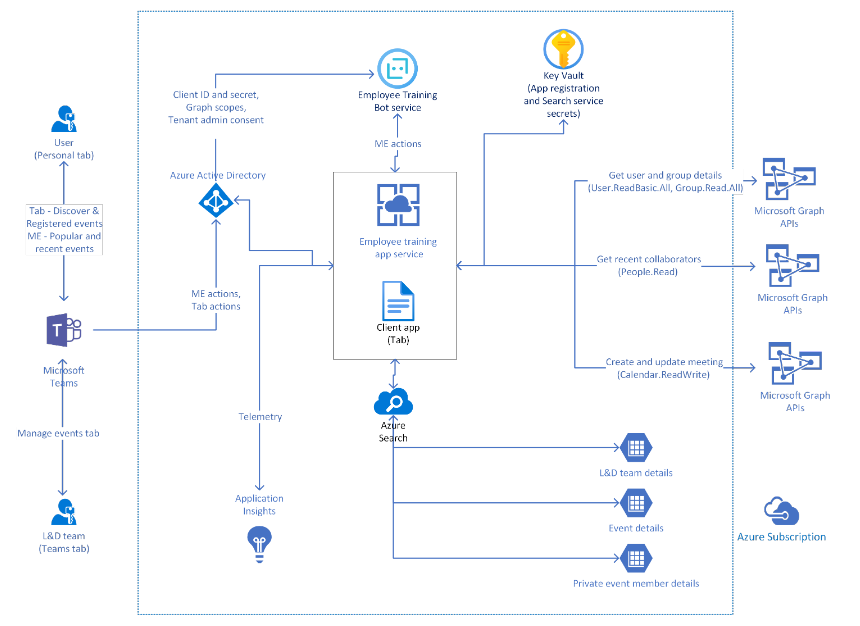 Employee Training
Bot service
Key Vault
(App registration
and Search service
secrets)
Client ID and secret,
Graph scopes,
Tenant admin consent
User
(Personal tab)
ME actions
Azure Active Directory
Get user and group details
(User.ReadBasic.All, Group.Read.All)
Microsoft Graph
APIs
Tab - Discover &
Registered events
ME - Popular and
recent events
Employee training
app service
Get recent collaborators
(People.Read)
Microsoft Graph
APIs
ME actions,
Tab actions
T
Client app
(Tab)
Microsoft
Teams
Create and update meeting
(Calendar.ReadWrite)
Microsoft Graph
APIs
Telemetry
Azure
Search
Manage events tab
L&D team details
Application
Insights
Event details
L&D team
(Teams tab)
Azure Subscription
Private event member details